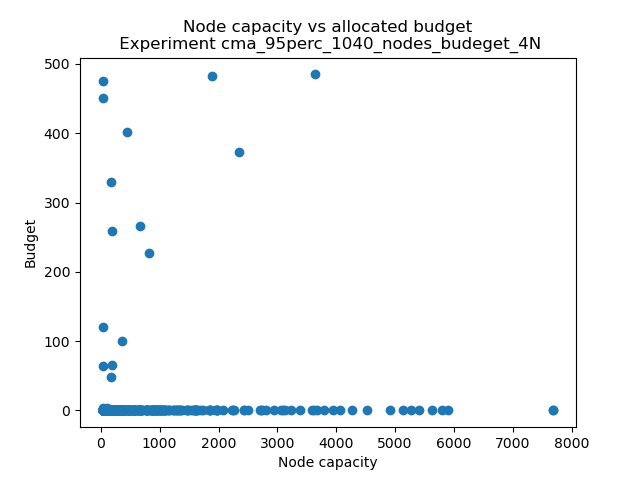 Node capacity vs allocated budget
Experiment cma_95perc_1040_nodes_budeget_4N
500
400
300
200
100
0
Budget
0 1000 2000 3000 4000 5000 6000 7000 8000
Node capacity